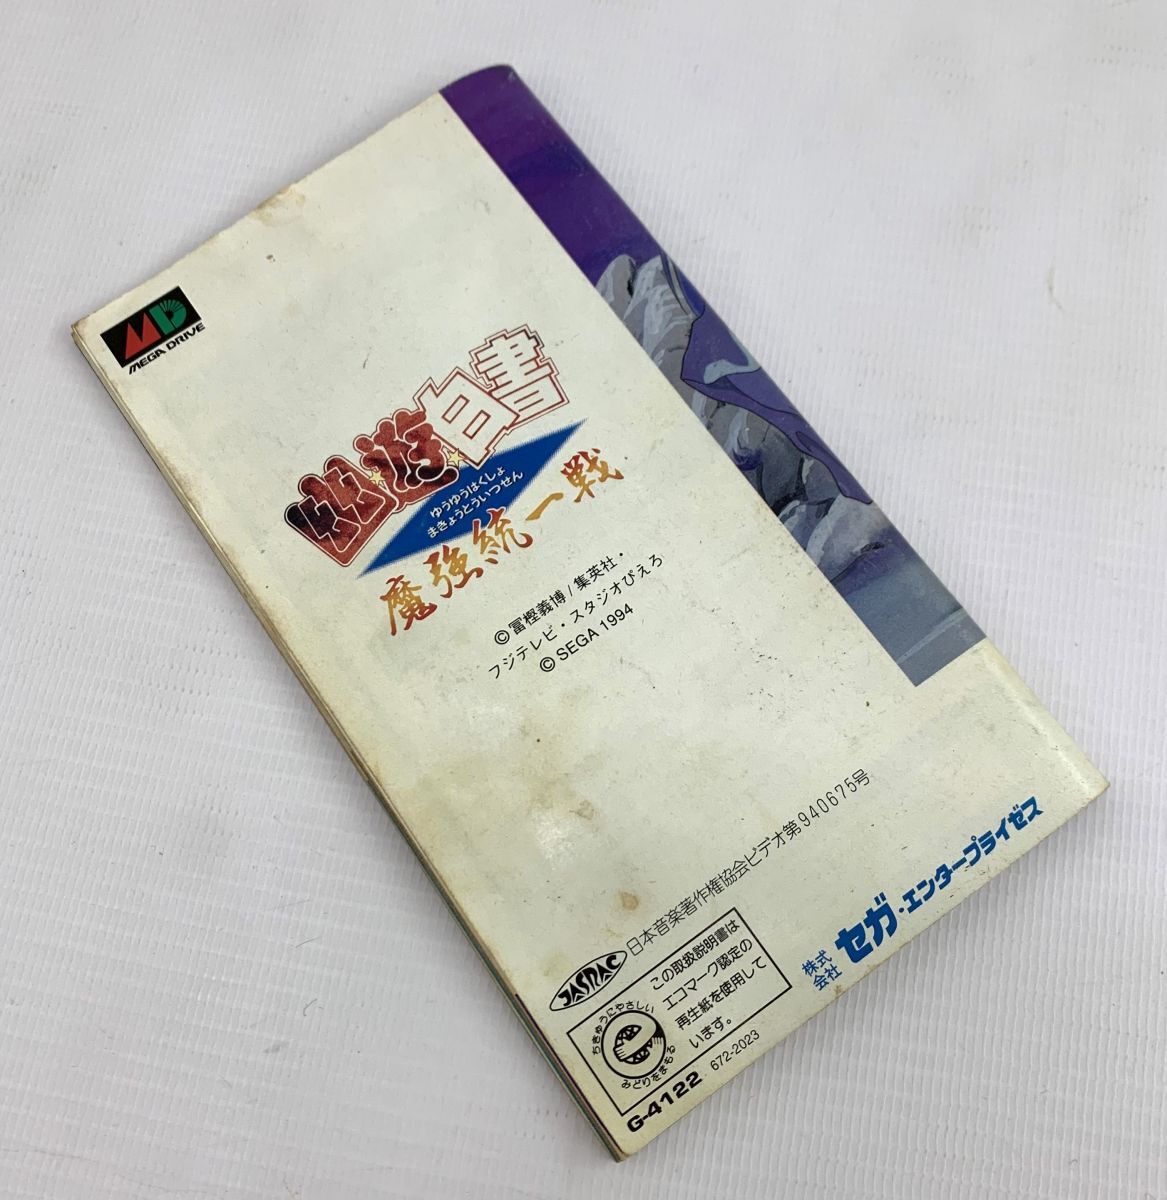 MD
MEGA DRIVE
幽☆遊☆白書
ゆうゆうはくしょ
まきょうとういつせん
魔強統一戦
©冨樫義博/集英社・
フジテレビ・スタジオぴえろ
©SEGA 1994
日本音楽著作権協会ビデオ第940675号
JASRAC
この取扱説明書は
エコマーク認定の
再生紙を使用して
います。
ちきゅうにやさしい
みどりをまもる
株式会社 セガ・エンタープライゼス
G-4122 672-2023